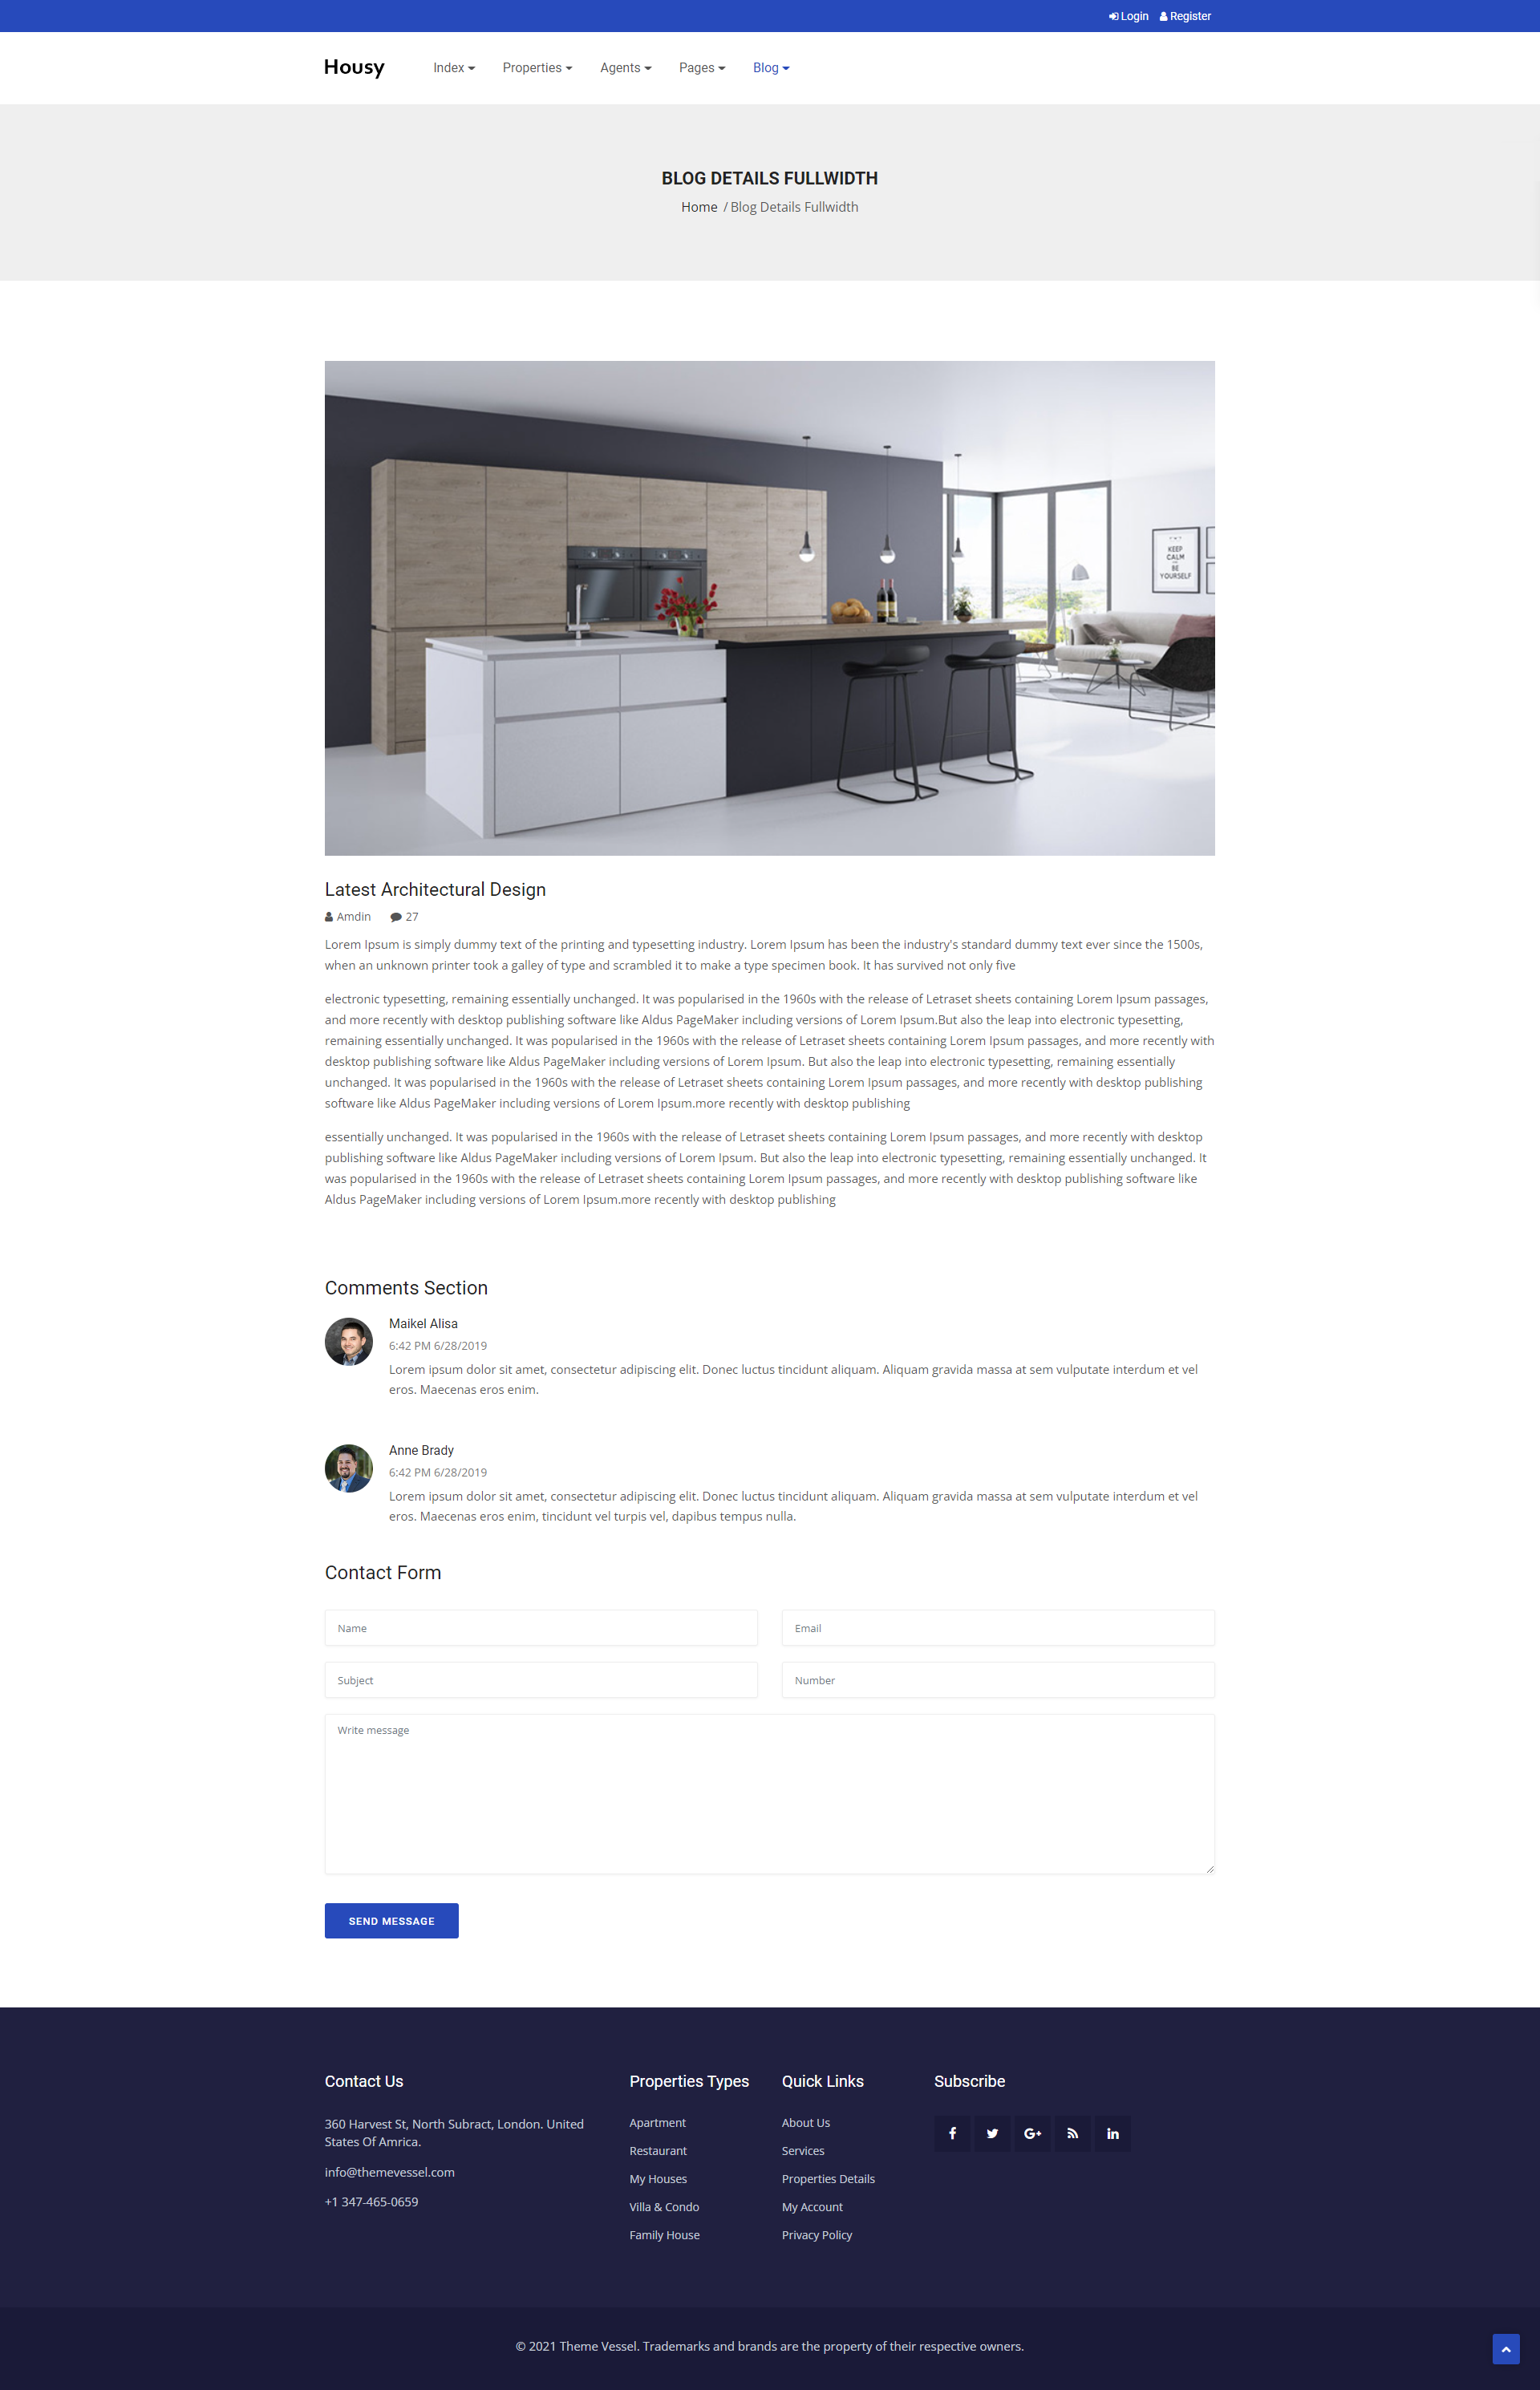 Login Register
Housy Index Properties Agents Pages Blog
BLOG DETAILS FULLWIDTH
Home / Blog Details Fullwidth
KEEP
CALM
AND
BE
YOURSELF
Latest Architectural Design
Amdin 27
Lorem Ipsum is simply dummy text of the printing and typesetting industry. Lorem Ipsum has been the industry's standard dummy text ever since the 1500s,
when an unknown printer took a galley of type and scrambled it to make a type specimen book. It has survived not only five
electronic typesetting, remaining essentially unchanged. It was popularised in the 1960s with the release of Letraset sheets containing Lorem Ipsum passages,
and more recently with desktop publishing software like Aldus PageMaker including versions of Lorem Ipsum.But also the leap into electronic typesetting,
remaining essentially unchanged. It was popularised in the 1960s with the release of Letraset sheets containing Lorem Ipsum passages, and more recently with
desktop publishing software like Aldus PageMaker including versions of Lorem Ipsum. But also the leap into electronic typesetting, remaining essentially
unchanged. It was popularised in the 1960s with the release of Letraset sheets containing Lorem Ipsum passages, and more recently with desktop publishing
software like Aldus PageMaker including versions of Lorem Ipsum.more recently with desktop publishing
essentially unchanged. It was popularised in the 1960s with the release of Letraset sheets containing Lorem Ipsum passages, and more recently with desktop
publishing software like Aldus PageMaker including versions of Lorem Ipsum. But also the leap into electronic typesetting, remaining essentially unchanged. It
was popularised in the 1960s with the release of Letraset sheets containing Lorem Ipsum passages, and more recently with desktop publishing software like
Aldus PageMaker including versions of Lorem Ipsum.more recently with desktop publishing
Comments Section
Maikel Alisa
6:42 PM 6/28/2019
Lorem ipsum dolor sit amet, consectetur adipiscing elit. Donec luctus tincidunt aliquam. Aliquam gravida massa at sem vulputate interdum et vel
eros. Maecenas eros enim.
Anne Brady
6:42 PM 6/28/2019
Lorem ipsum dolor sit amet, consectetur adipiscing elit. Donec luctus tincidunt aliquam. Aliquam gravida massa at sem vulputate interdum et vel
eros. Maecenas eros enim, tincidunt vel turpis vel, dapibus tempus nulla.
Contact Form
Name
Email
Subject
Number
Write message
SEND MESSAGE
Contact Us
360 Harvest St, North Subract, London. United
States Of Amrica.
info@themevessel.com
+1 347-465-0659
Properties Types
Apartment
Restaurant
My Houses
Villa & Condo
Family House
Quick Links
About Us
Services
Properties Details
My Account
Privacy Policy
Subscribe
© 2021 Theme Vessel. Trademarks and brands are the property of their respective owners.